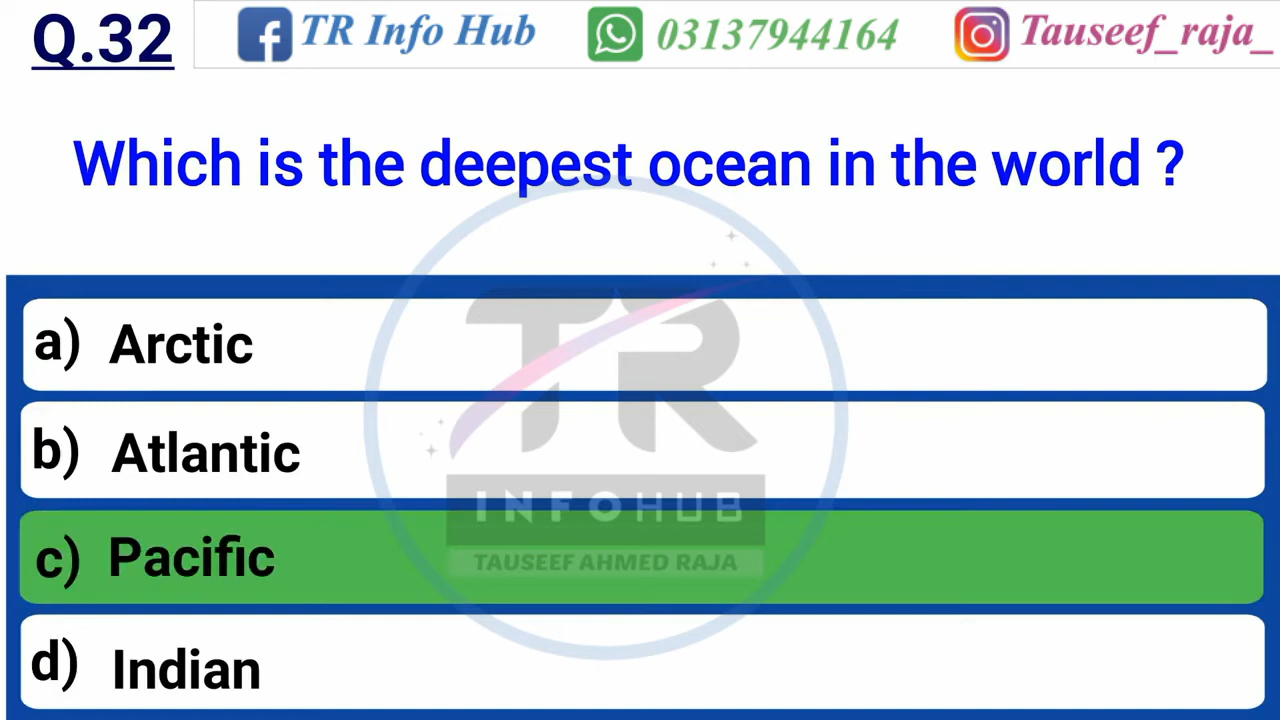 Q.32
TR Info Hub 03137944164 Tauseef_raja_
Which is the deepest ocean in the world ?
a) Arctic
b) Atlantic
c) Pacific
d) Indian
TR
INFOHUB
TAUSEEF AHMED RAJA